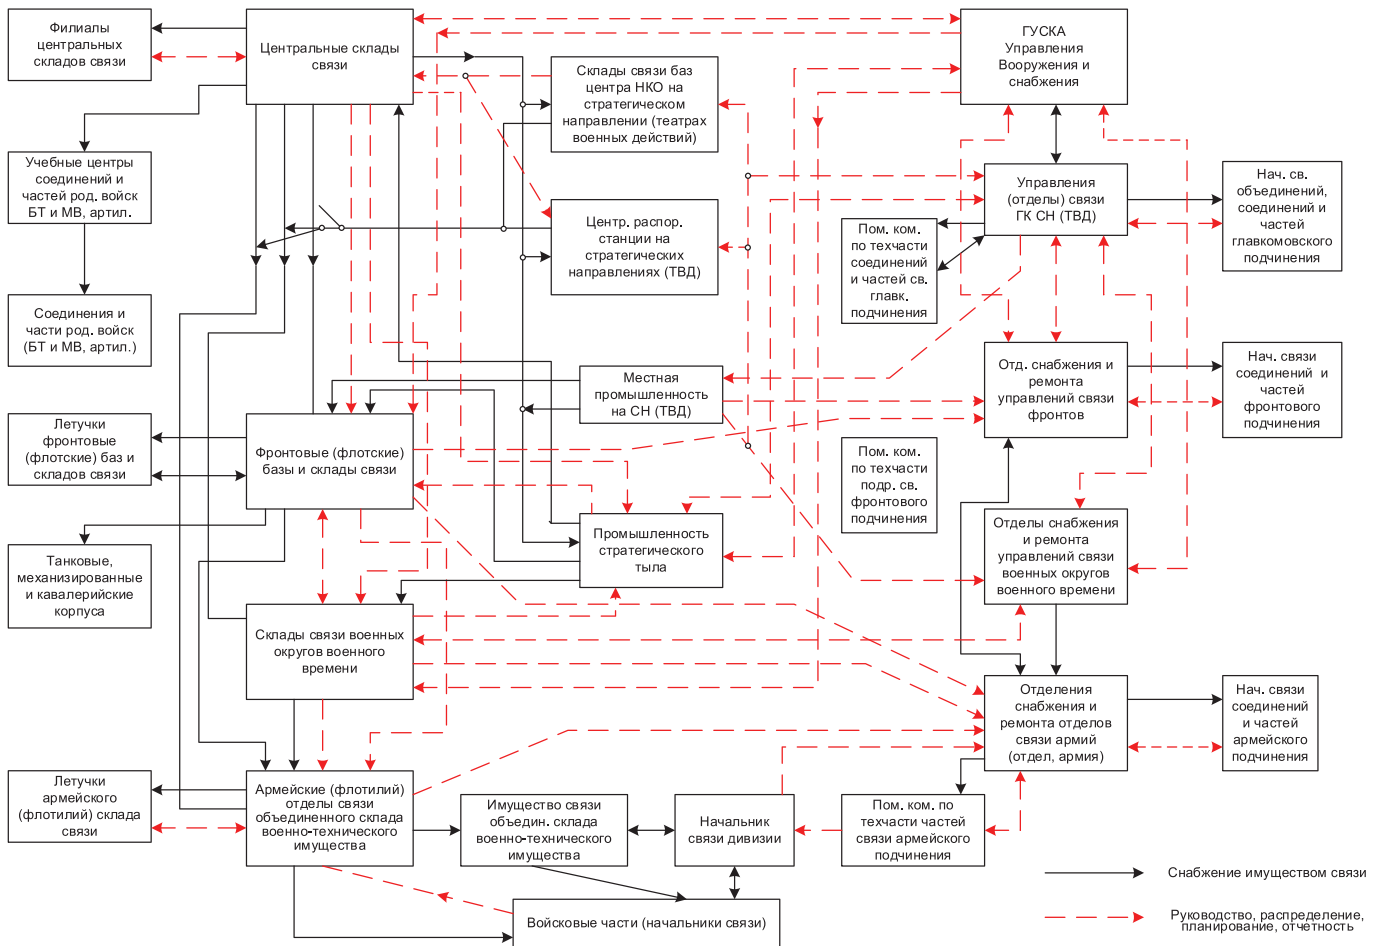 Филиалы
центральных
складов связи
Центральные склады
связи
ГУСКА
Управления
Вооружения и
снабжения
Склады связи баз
центра НКО на
стратегическом
направлении (театрах
военных действий)
Учебные центры
соединений и
частей род. войск
БТ и МВ, артил.
Управления
(отделы) связи
ГК СН (ТВД)
Нач. св.
объединений,
соединений и
частей
главкомовского
подчинения
Центр. распор.
станции на
стратегических
направлениях (ТВД)
Пом. ком.
по техчасти
соединений
и частей св.
главк.
подчинения
Соединения и
части род. войск
(БТ и МВ, артил.)
Отд. снабжения и
ремонта
управлений связи
фронтов
Нач. связи
соединений и
частей
фронтового
подчинения
Местная
промышленность
на СН (ТВД)
Летучки
фронтовые
(флотские) баз и
складов связи
Фронтовые (флотские)
базы и склады связи
Пом. ком.
по техчасти
подр. св.
фронтового
подчинения
Промышленность
стратегического
тыла
Отделы снабжения
и ремонта
управлений связи
военных округов
военного времени
Танковые,
механизированные
и кавалерийские
корпуса
Склады связи военных
округов военного
времени
Отделения
снабжения и
ремонта отделов
связи армий
(отдел, армия)
Нач. связи
соединений
и частей
армейского
подчинения
Летучки
армейского
(флотилий) склада
связи
Армейские (флотилий)
отделы связи
объединенного склада
военно-технического
имущества
Имущество связи
объедин. склада
военно-технического
имущества
Начальник
связи дивизии
Пом. ком. по
техчасти частей
связи армейского
подчинения
Войсковые части (начальники связи)
Снабжение имуществом связи
Руководство, распределение,
планирование, отчетность